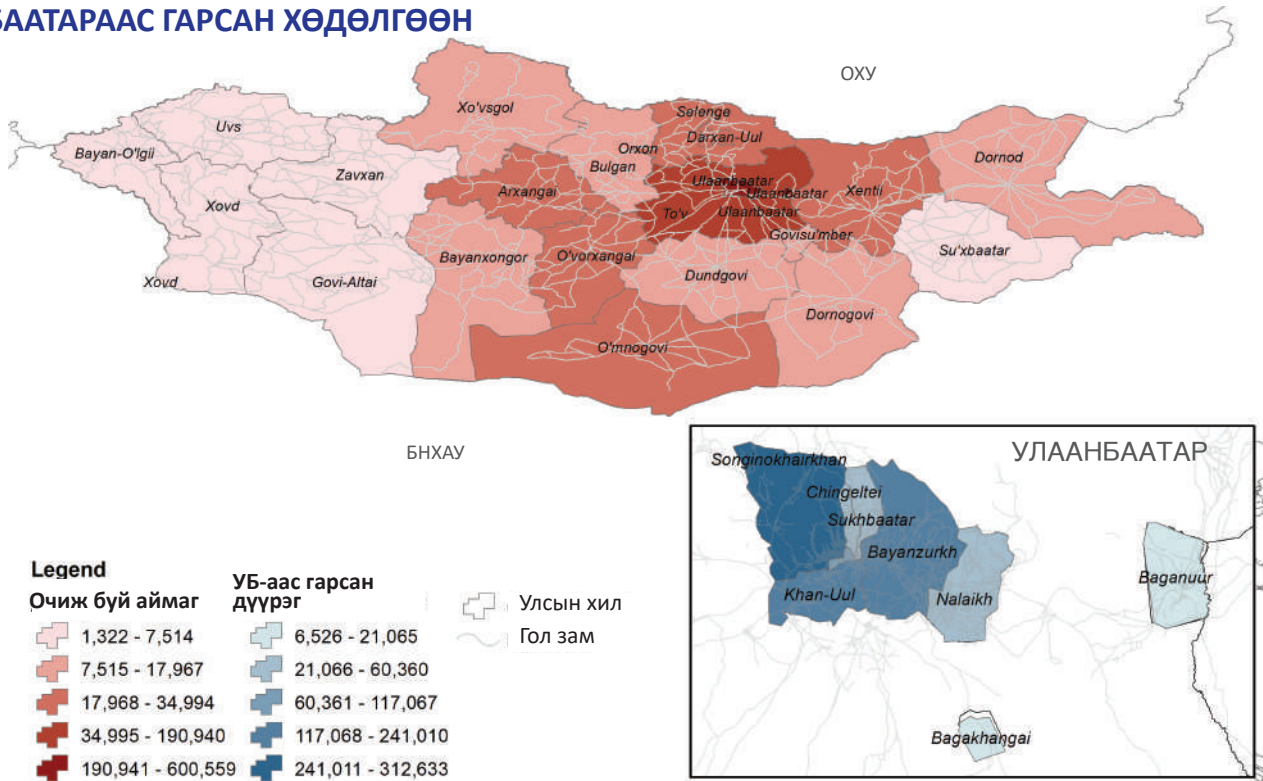 БААТАРААС ГАРСАН ХӨДӨЛГӨӨН
ОХУ
Xo'vsgol
Selenge
Uvs
Darxan-Uul
Orxon
Dornod
Bayan-O'lgii
Bulgan
Zavxan
Ulaanbaatar
Arxangai
Ulaanbaatar
Xentii
Xovd
To'v
Ulaanbaatar
Govisu'mber
Su'xbaatar
O'vorxangai
Bayanxongor
Xovd
Govi-Altai
Dundgovi
Dornogovi
O'mnogovi
БНХАУ
УЛААНБААТАР
Songinokhairkhan
Chingeltei
Sukhbaatar
Bayanzurkh
Baganuur
Khan-Uul
Nalaikh
Bagakhangai
Legend
Очиж буй аймаг
1,322 - 7,514
7,515 - 17,967
17,968 - 34,994
34,995 - 190,940
190,941 - 600,559
УБ-аас гарсан
дүүрэг
6,526 - 21,065
21,066 - 60,360
60,361 - 117,067
117,068 - 241,010
241,011 - 312,633
Улсын хил
Гол зам